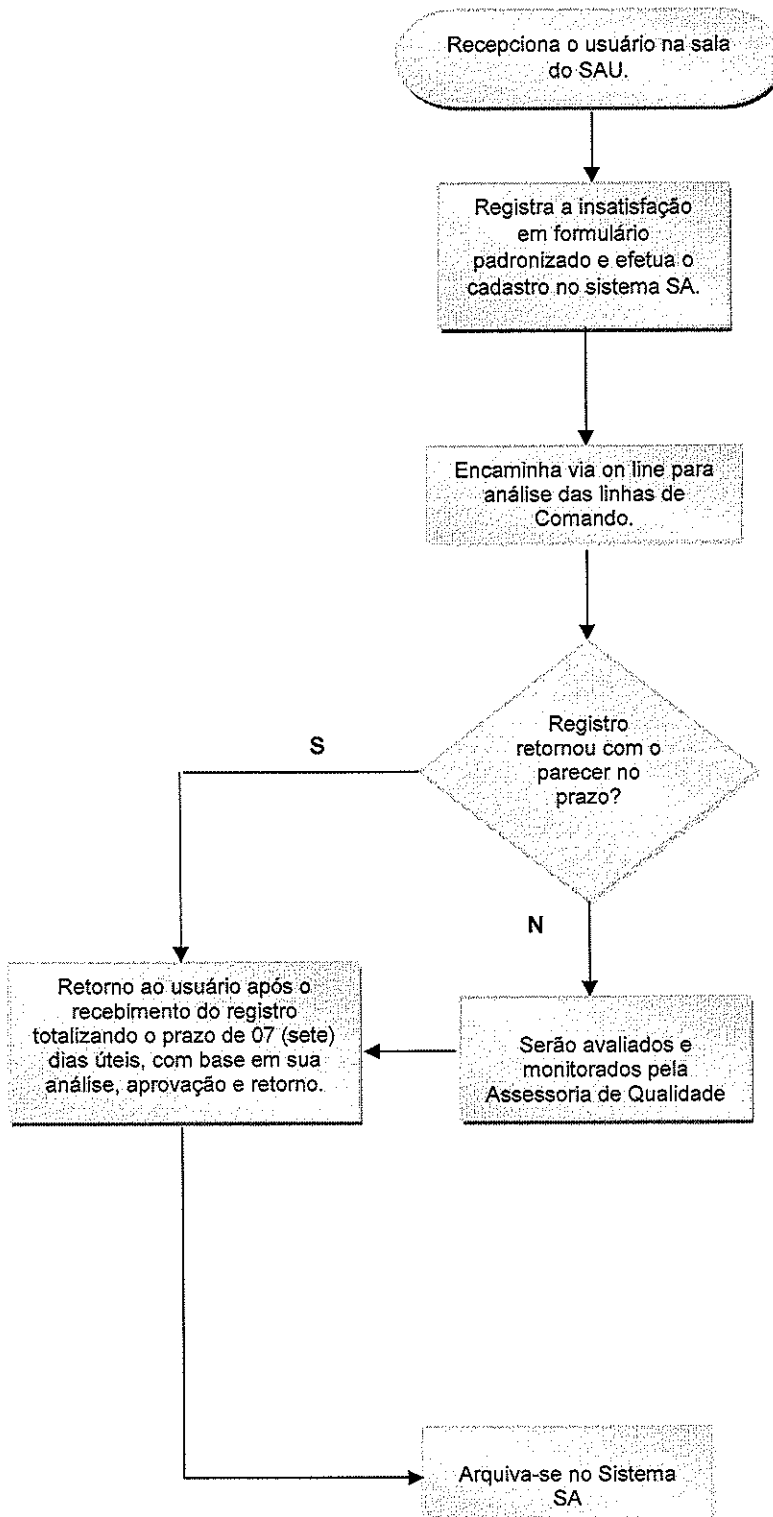 Recepciona o usuário na sala
do SAU.
Registra a insatisfação
em formulário
padronizado e efetua o
cadastro no sistema SA.
Encaminha via on line para
análise das linhas de
Comando.
Registro
retornou com o
parecer no
prazo?
S
N
Retorno ao usuário após o
recebimento do registro
totalizando o prazo de 07 (sete)
dias úteis, com base em sua
análise, aprovação e retorno.
Serão avaliados e
monitorados pela
Assessoria de Qualidade
Arquiva-se no Sistema
SA